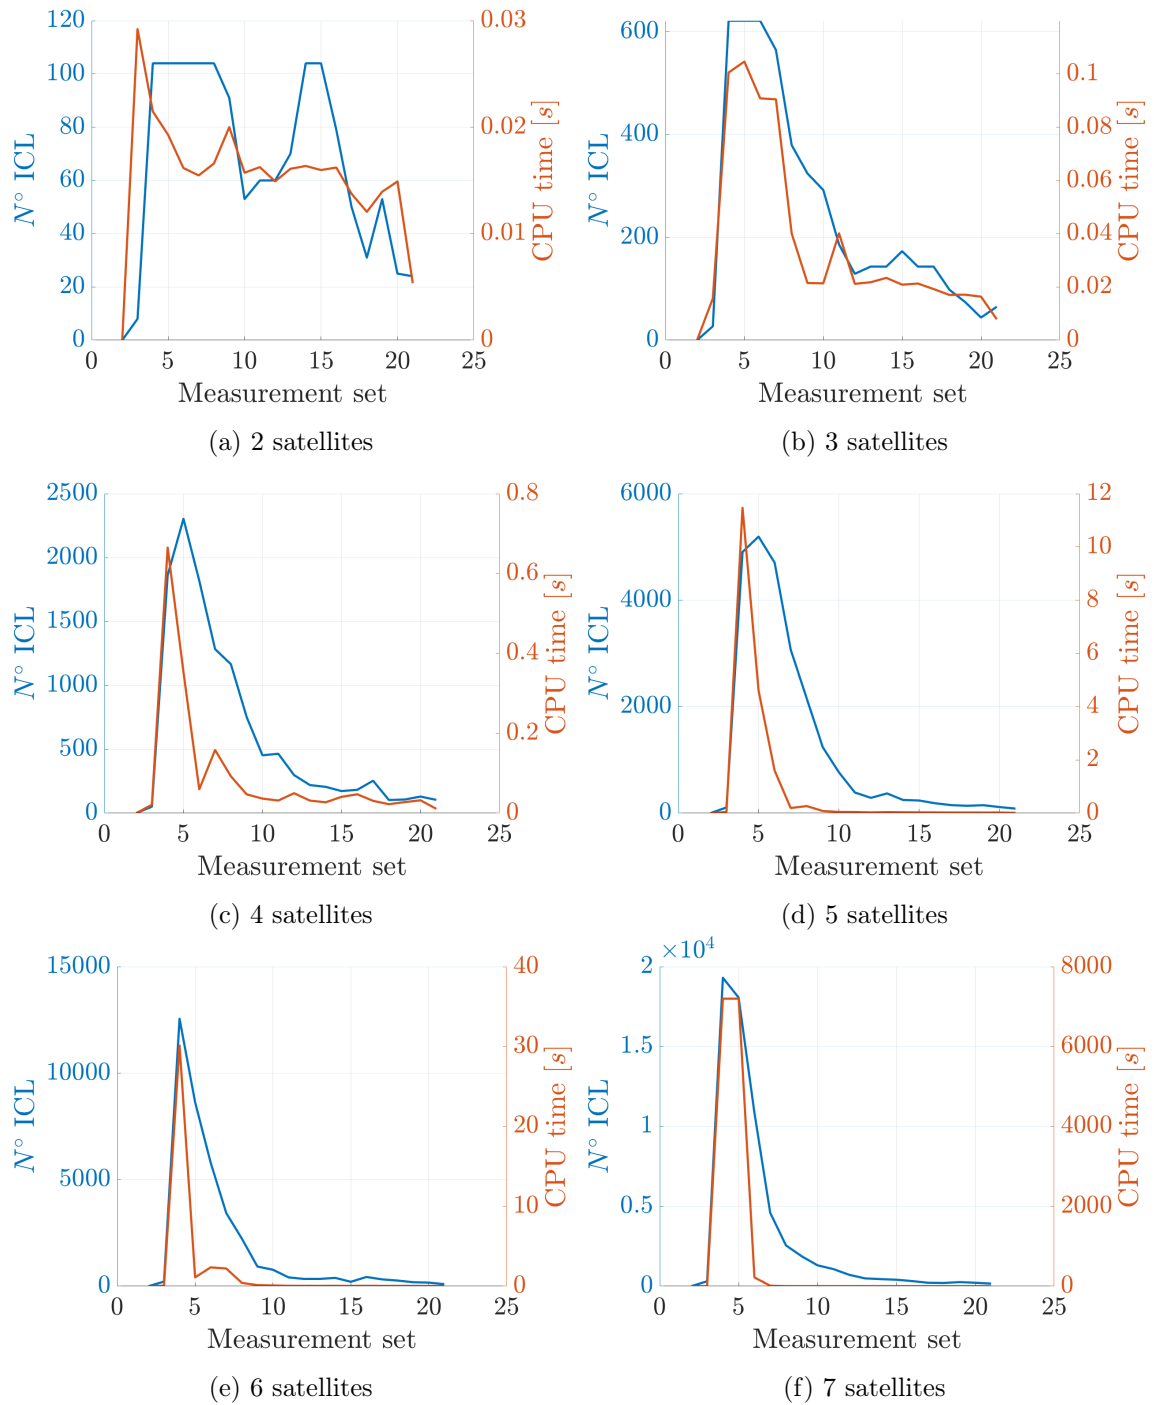 120
100
80
60
40
20
0
N° ICL
0.03
0.02
0.01
0
CPU time [s]
0 5 10 15 20 25
Measurement set
(a) 2 satellites
600
400
200
0
N° ICL
0.1
0.08
0.06
0.04
0.02
0
CPU time [s]
0 5 10 15 20 25
Measurement set
(b) 3 satellites
2500
2000
1500
1000
500
0
N° ICL
0.8
0.6
0.4
0.2
0
CPU time [s]
0 5 10 15 20 25
Measurement set
(c) 4 satellites
6000
4000
2000
0
N° ICL
12
10
8
6
4
2
0
CPU time [s]
0 5 10 15 20 25
Measurement set
(d) 5 satellites
15000
10000
5000
0
N° ICL
40
30
20
10
0
CPU time [s]
0 5 10 15 20 25
Measurement set
(e) 6 satellites
×10⁴
2
1.5
1
0.5
0
N° ICL
8000
6000
4000
2000
0
CPU time [s]
0 5 10 15 20 25
Measurement set
(f) 7 satellites